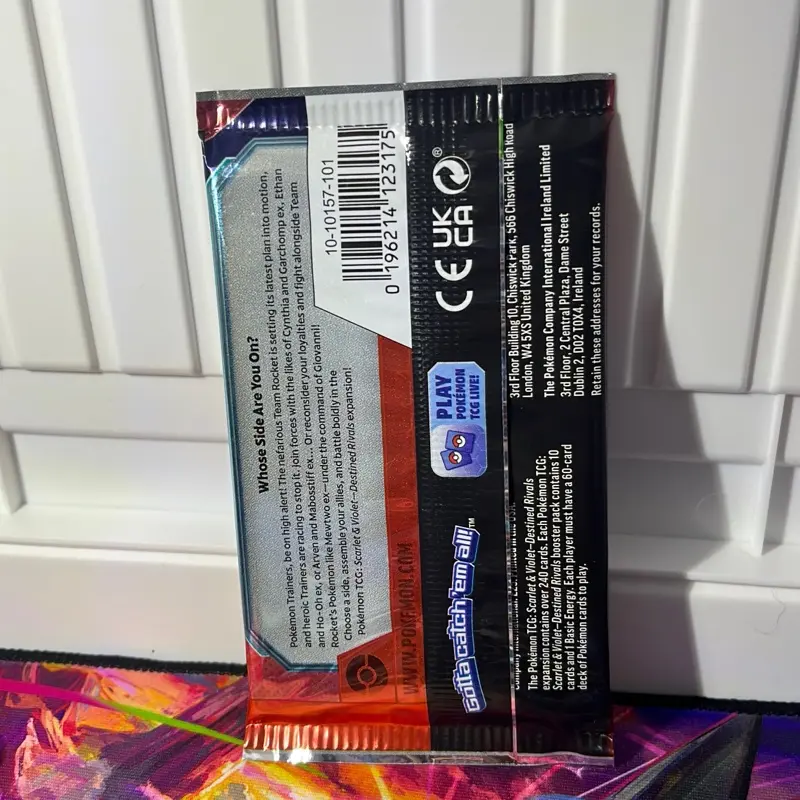 Whose Side Are You On?
Pokémon Trainers, be on high alert! The nefarious Team Rocket is setting its latest plan into motion,
and heroic Trainers are racing to stop it. Join forces with the likes of Cynthia and Garchomp ex, Ethan
and Ho-Oh ex, or Arven and Mabosstiff ex... Or reconsider your loyalties and fight alongside Team
Rocket's Pokémon like Mewtwo ex—under the command of Giovanni!
Choose a side, assemble your allies, and battle boldly in the
Pokémon TCG: Scarlet & Violet—Destined Rivals expansion!
10-10157-101
0 196214 123175
WWW.POKEMON.COM
Gotta catch 'em all!™
PLAY
POKÉMON
TCG LIVE!
CE
UK
CA
®
The Pokémon TCG: Scarlet & Violet—Destined Rivals
expansion contains over 240 cards. Each Pokémon TCG:
Scarlet & Violet—Destined Rivals booster pack contains 10
cards and 1 Basic Energy. Each player must have a 60-card
deck of Pokémon cards to play.
3rd Floor Building 10, Chiswick Park, 566 Chiswick High Road
London, W4 5XS United Kingdom
The Pokémon Company International Ireland Limited
3rd Floor, 2 Central Plaza, Dame Street
Dublin 2, D02 T0X4, Ireland
Retain these addresses for your records.